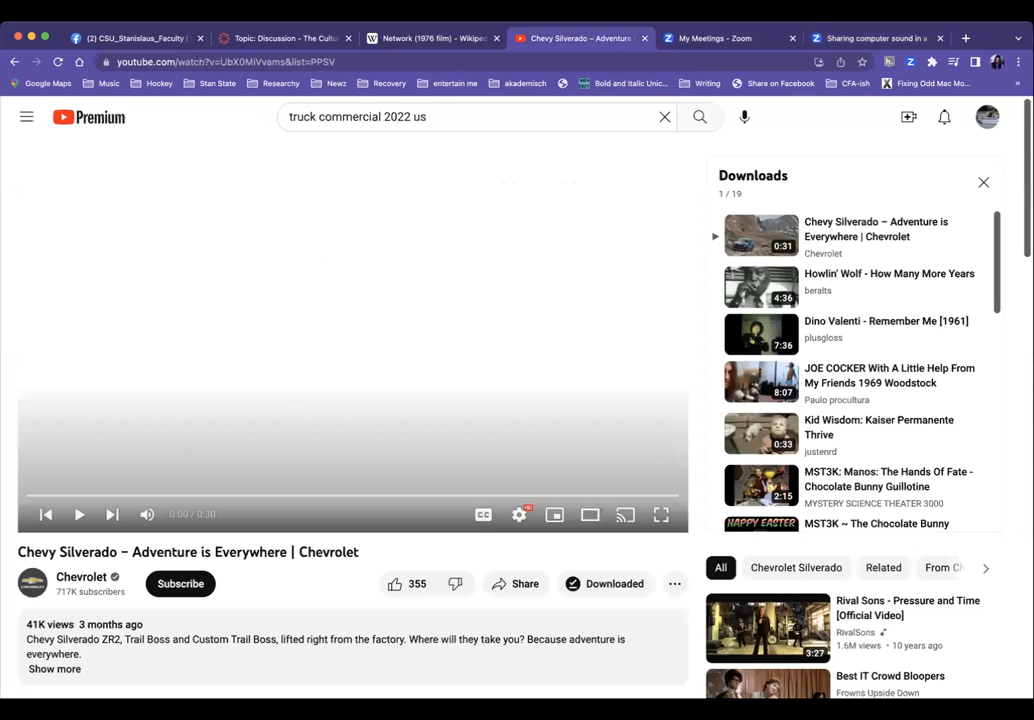 (2) CSU_Stanislaus_Faculty |
Topic: Discussion - The Cultu
Network (1976 film) - Wikiped
Chevy Silverado – Adventure
My Meetings - Zoom
Sharing computer sound in a
youtube.com/watch?v=UbX0MiVvams&list=PPSV
Google Maps
Music
Hockey
Stan State
Researchy
Newz
Recovery
entertain me
akademisch
Bold and Italic Unic...
Writing
Share on Facebook
CFA-ish
Fixing Odd Mac Mo...
»
Premium
truck commercial 2022 us
Downloads
1 / 19
Chevy Silverado – Adventure is
Everywhere | Chevrolet
Chevrolet
0:31
Howlin' Wolf - How Many More Years
beralts
4:36
Dino Valenti - Remember Me [1961]
plusgloss
7:36
JOE COCKER With A Little Help From
My Friends 1969 Woodstock
Paulo procultura
8:07
Kid Wisdom: Kaiser Permanente
Thrive
justenrd
0:33
MST3K: Manos: The Hands Of Fate -
Chocolate Bunny Guillotine
MYSTERY SCIENCE THEATER 3000
2:15
MST3K ~ The Chocolate Bunny
HAPPY EASTER
0:00 / 0:30
CC
HD
Chevy Silverado – Adventure is Everywhere | Chevrolet
Chevrolet
717K subscribers
Subscribe
355
Share
Downloaded
41K views 3 months ago
Chevy Silverado ZR2, Trail Boss and Custom Trail Boss, lifted right from the factory. Where will they take you? Because adventure is
everywhere.
Show more
All
Chevrolet Silverado
Related
From Ch
Rival Sons - Pressure and Time
[Official Video]
RivalSons
1.6M views • 10 years ago
3:27
Best IT Crowd Bloopers
Frowns Upside Down